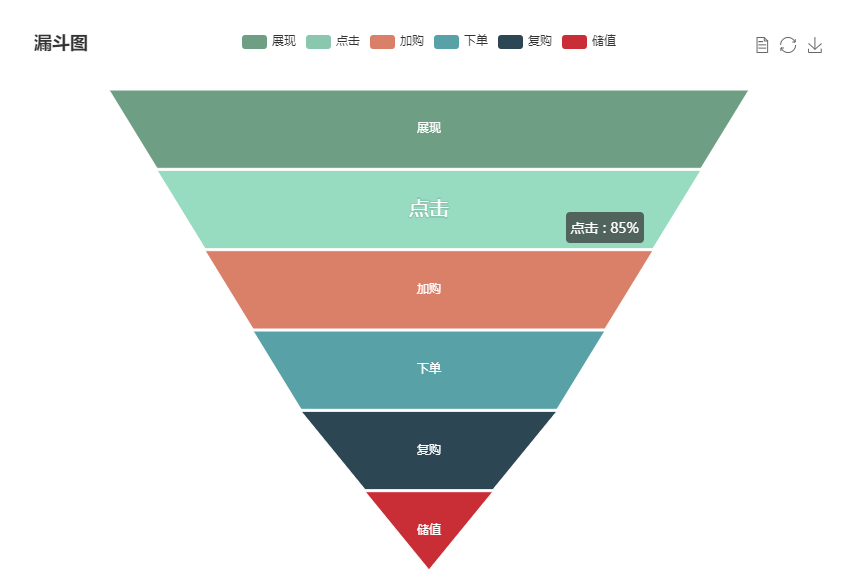 漏斗图
展现 点击 加购 下单 复购 储值
展现
点击
点击 : 85%
加购
下单
复购
储值